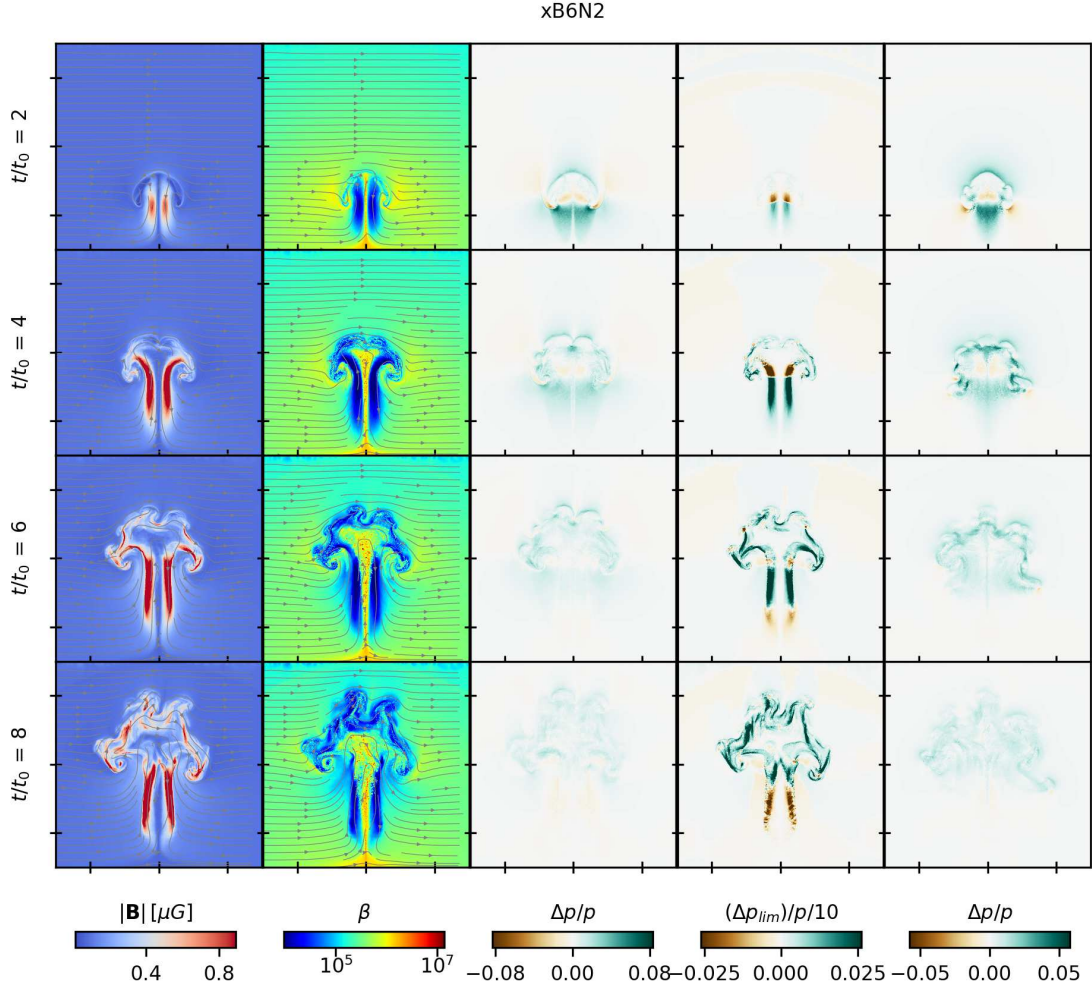 xB6N2
t/t₀ = 2
t/t₀ = 4
t/t₀ = 6
t/t₀ = 8
|B| [μG]
β
Δp/p
(Δp_lim)/p/10
Δp/p
0.4 0.8
10⁵ 10⁷
−0.08 0.00 0.08
−0.025 0.000 0.025
−0.05 0.00 0.05